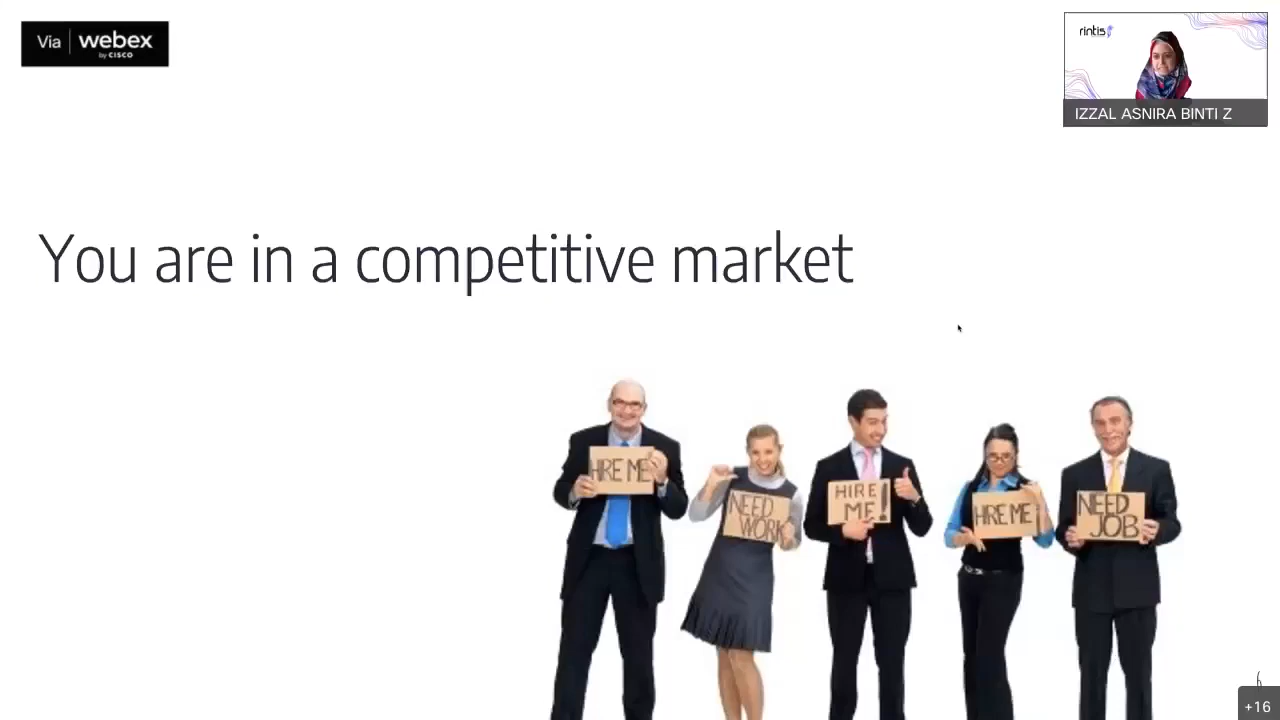 Via webex
by CISCO
rintis
IZZAL ASNIRA BINTI Z
You are in a competitive market
HIRE ME
NEED
WORK
HIRE
ME!
HIRE ME
NEED
JOB
6
+16